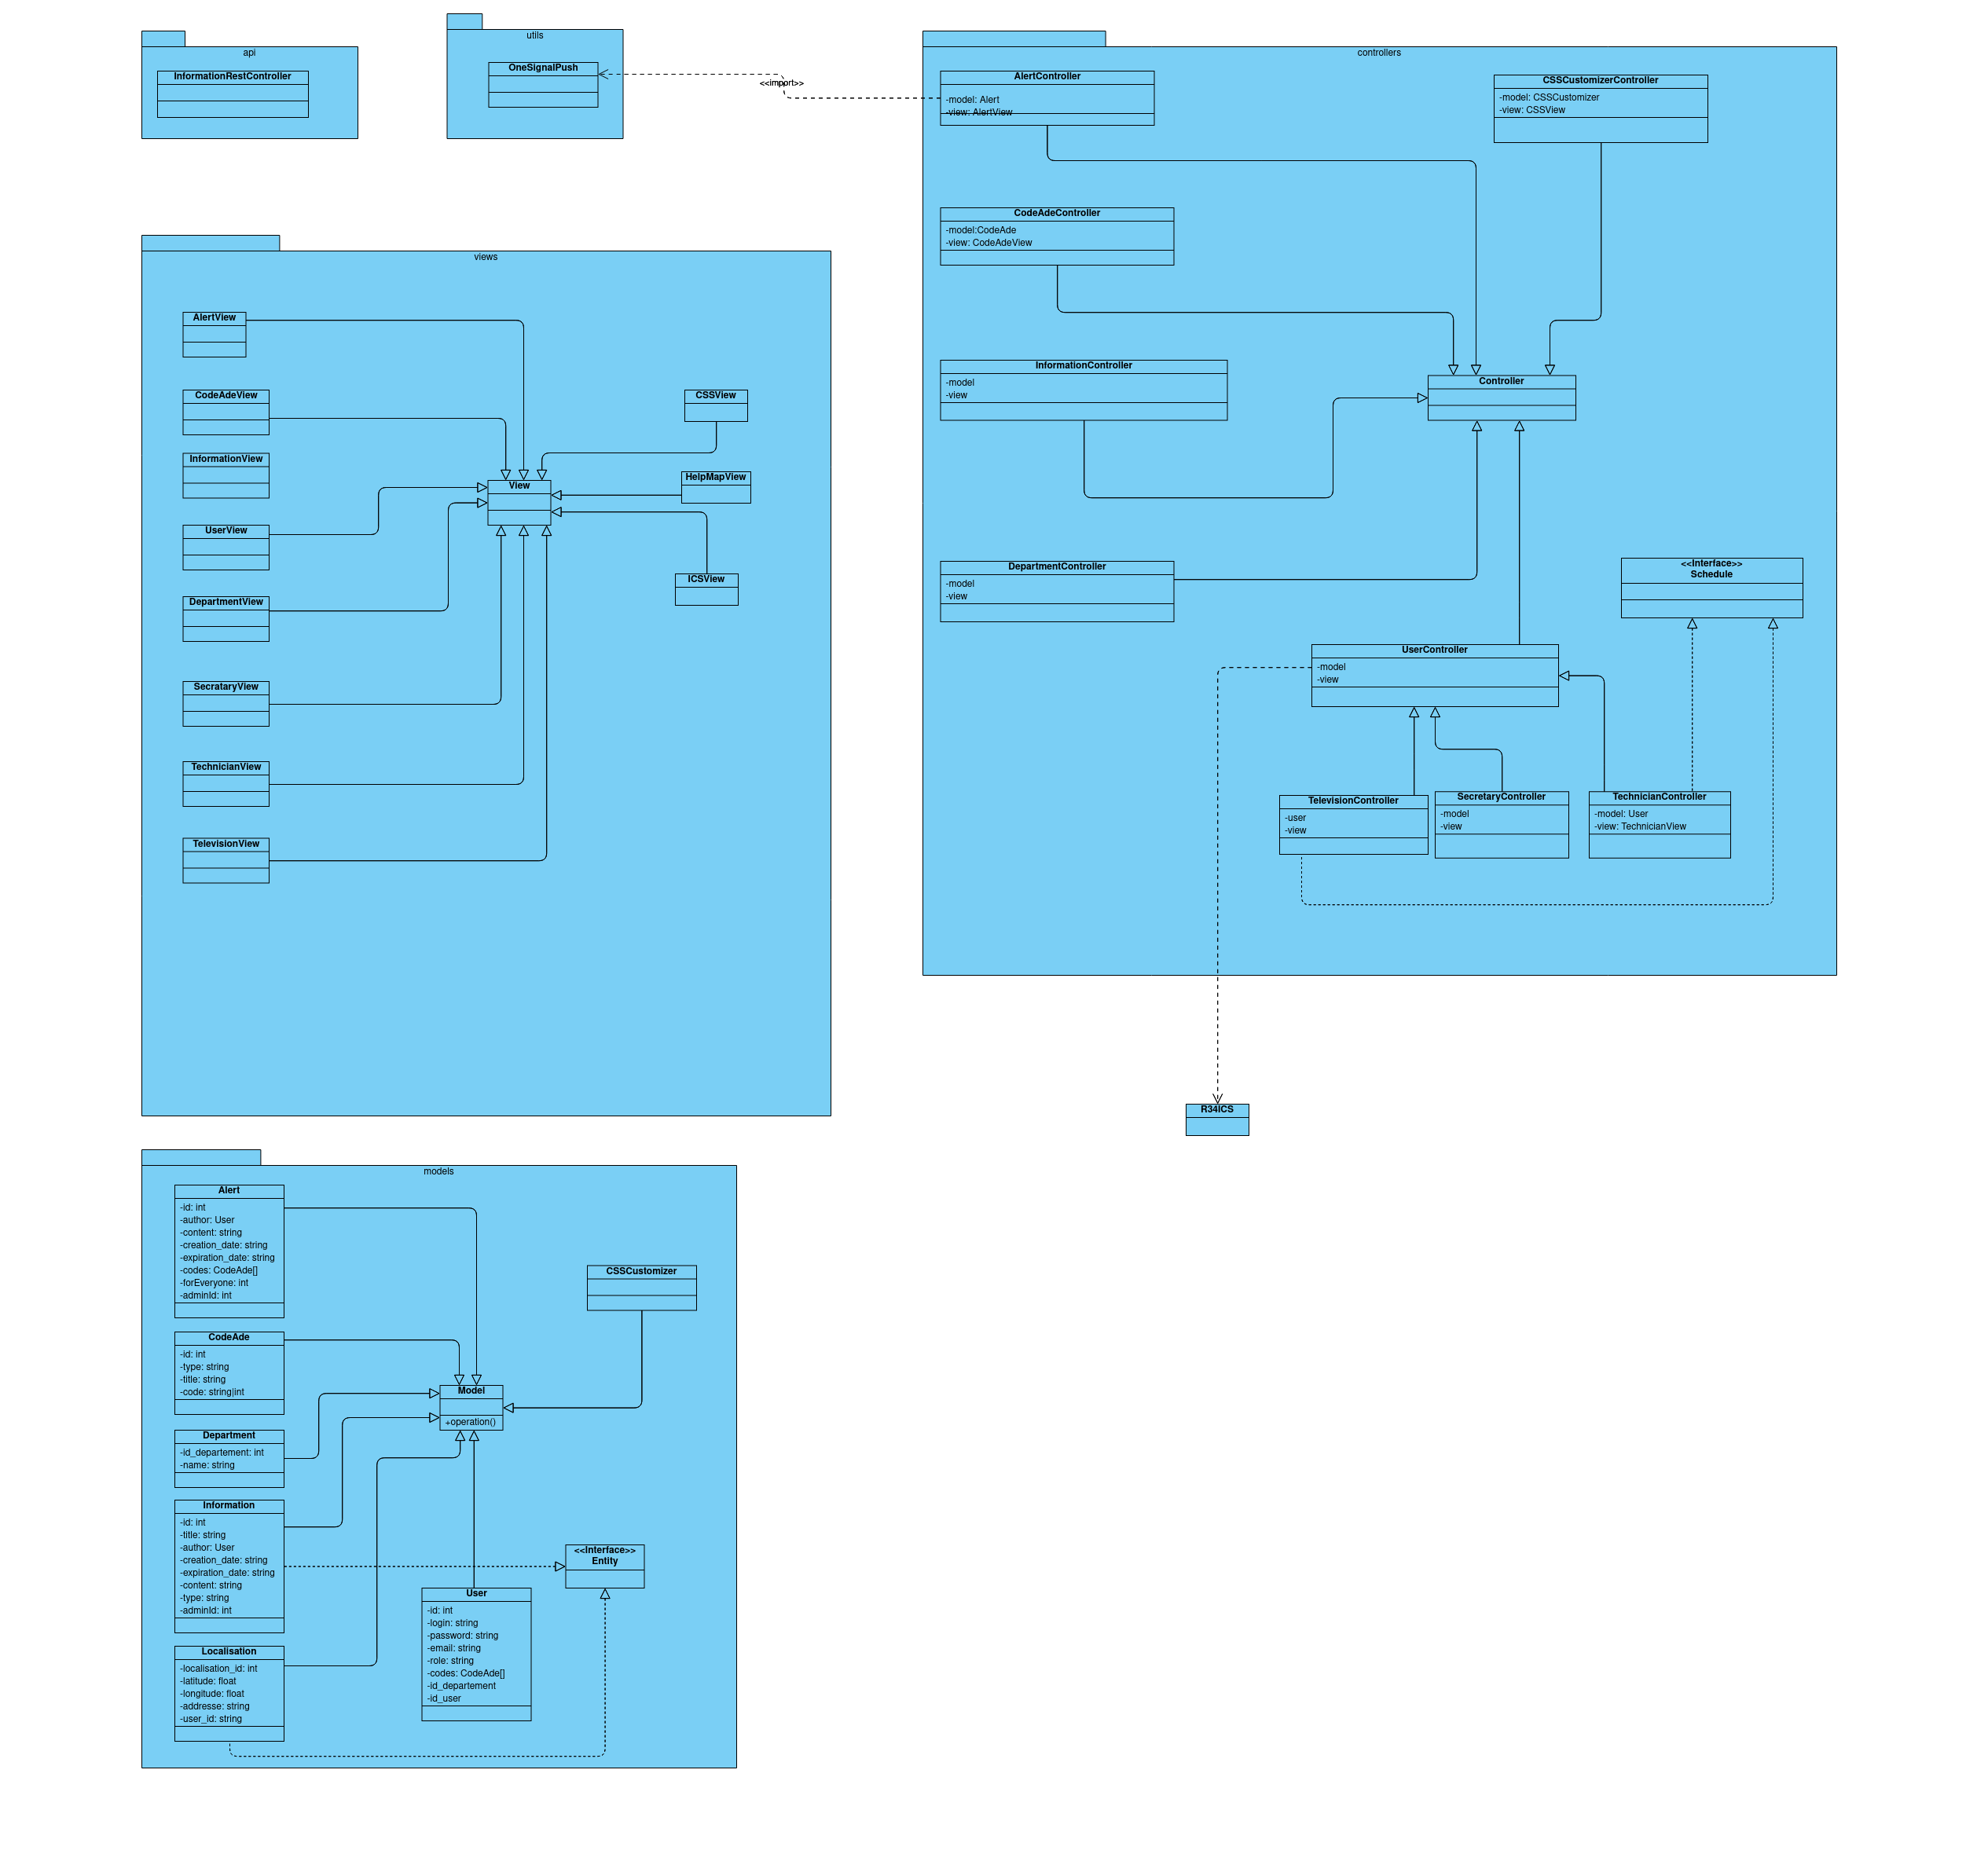 api
InformationRestController
utils
OneSignalPush
<<import>>
controllers
AlertController
-model: Alert
-view: AlertView
CSSCustomizerController
-model: CSSCustomizer
-view: CSSView
CodeAdeController
-model:CodeAde
-view: CodeAdeView
InformationController
-model
-view
Controller
DepartmentController
-model
-view
<<Interface>>
Schedule
UserController
-model
-view
TelevisionController
-user
-view
SecretaryController
-model
-view
TechnicianController
-model: User
-view: TechnicianView
R34ICS
views
AlertView
CodeAdeView
InformationView
UserView
DepartmentView
SecrataryView
TechnicianView
TelevisionView
View
CSSView
HelpMapView
ICSView
models
Alert
-id: int
-author: User
-content: string
-creation_date: string
-expiration_date: string
-codes: CodeAde[]
-forEveryone: int
-adminId: int
CodeAde
-id: int
-type: string
-title: string
-code: string|int
Department
-id_departement: int
-name: string
Information
-id: int
-title: string
-author: User
-creation_date: string
-expiration_date: string
-content: string
-type: string
-adminId: int
Localisation
-localisation_id: int
-latitude: float
-longitude: float
-addresse: string
-user_id: string
CSSCustomizer
Model
+operation()
<<Interface>>
Entity
User
-id: int
-login: string
-password: string
-email: string
-role: string
-codes: CodeAde[]
-id_departement
-id_user